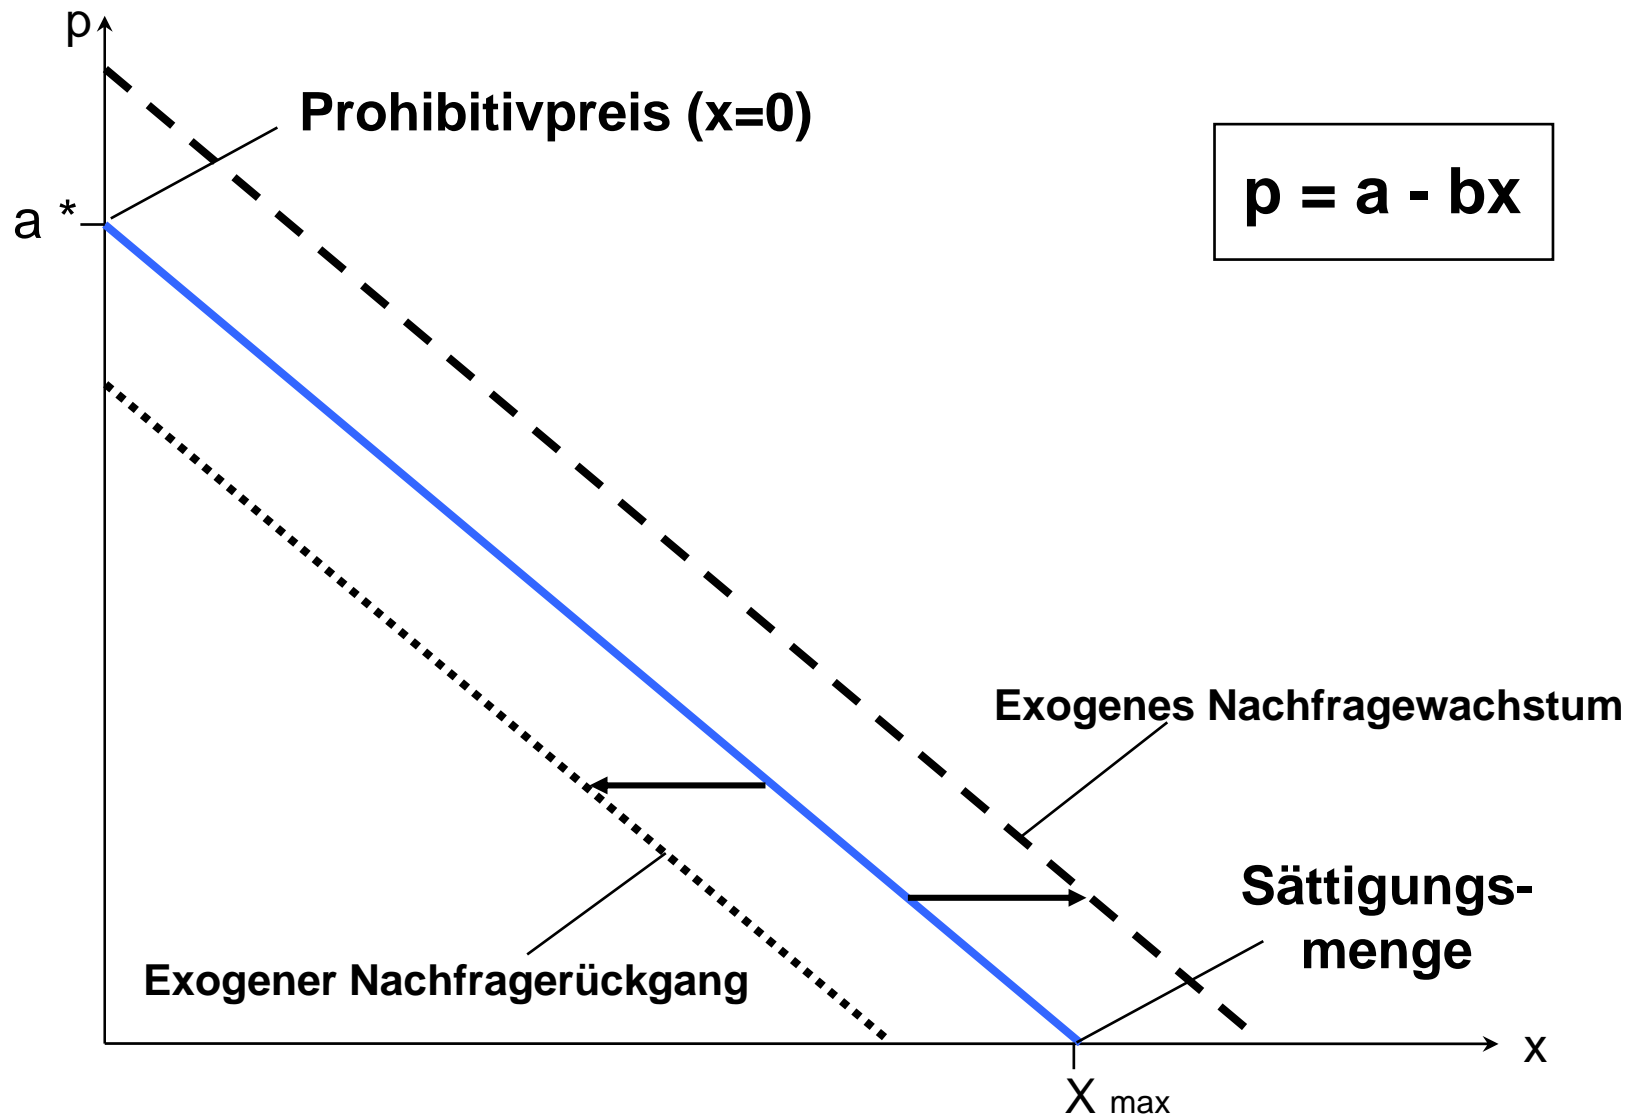 p
Prohibitivpreis (x=0)
p = a - bx
a *
Exogenes Nachfragewachstum
Sättigungs-
menge
Exogener Nachfragerückgang
x
X max